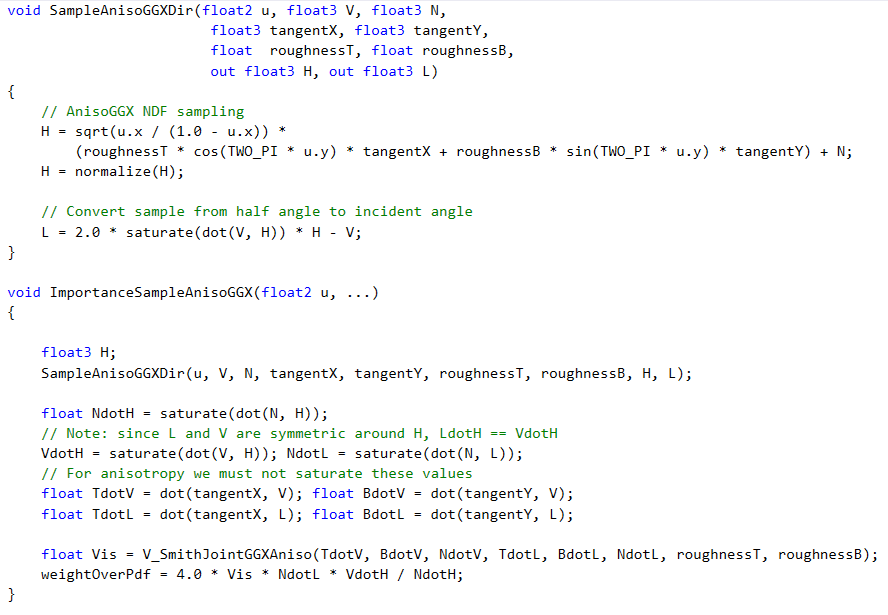 void SampleAnisoGGXDir(float2 u, float3 V, float3 N,
                        float3 tangentX, float3 tangentY,
                        float  roughnessT, float roughnessB,
                        out float3 H, out float3 L)
{
    // AnisoGGX NDF sampling
    H = sqrt(u.x / (1.0 - u.x)) *
        (roughnessT * cos(TWO_PI * u.y) * tangentX + roughnessB * sin(TWO_PI * u.y) * tangentY) + N;
    H = normalize(H);

    // Convert sample from half angle to incident angle
    L = 2.0 * saturate(dot(V, H)) * H - V;
}

void ImportanceSampleAnisoGGX(float2 u, ...)
{

    float3 H;
    SampleAnisoGGXDir(u, V, N, tangentX, tangentY, roughnessT, roughnessB, H, L);

    float NdotH = saturate(dot(N, H));
    // Note: since L and V are symmetric around H, LdotH == VdotH
    VdotH = saturate(dot(V, H)); NdotL = saturate(dot(N, L));
    // For anisotropy we must not saturate these values
    float TdotV = dot(tangentX, V); float BdotV = dot(tangentY, V);
    float TdotL = dot(tangentX, L); float BdotL = dot(tangentY, L);

    float Vis = V_SmithJointGGXAniso(TdotV, BdotV, NdotV, TdotL, BdotL, NdotL, roughnessT, roughnessB);
    weightOverPdf = 4.0 * Vis * NdotL * VdotH / NdotH;
}